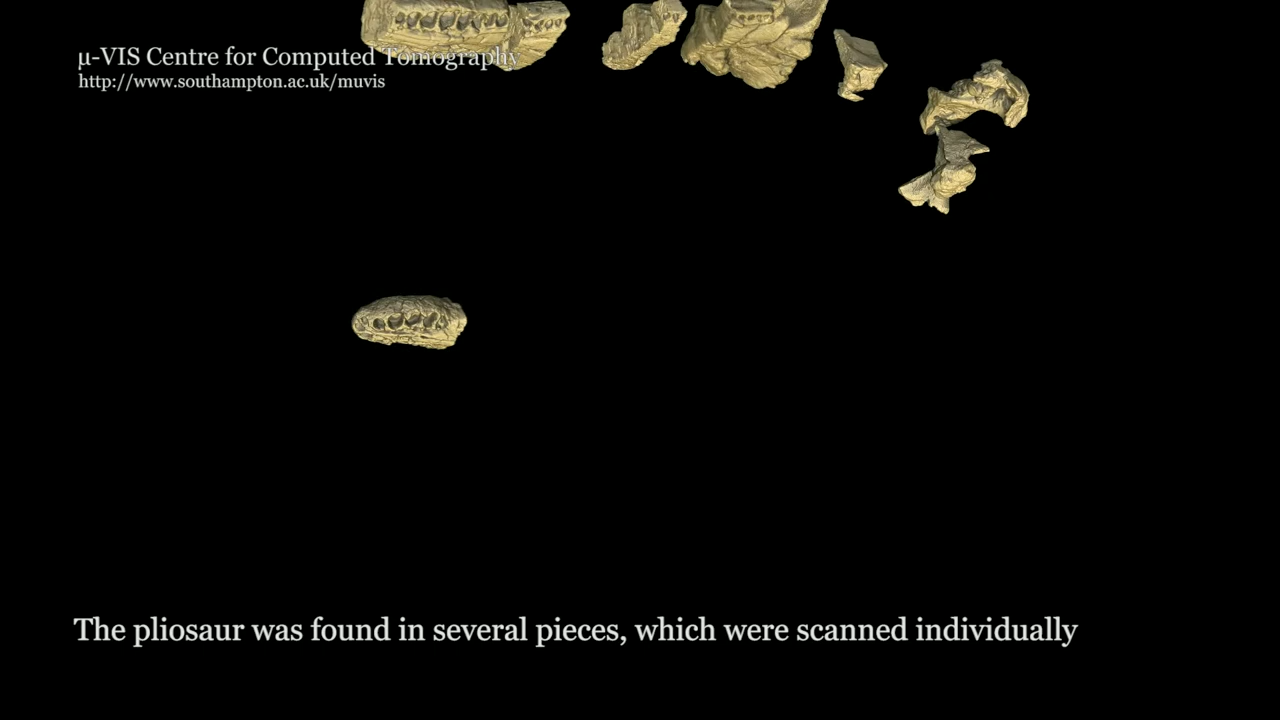 μ-VIS Centre for Computed Tomography
http://www.southampton.ac.uk/muvis
The pliosaur was found in several pieces, which were scanned individually